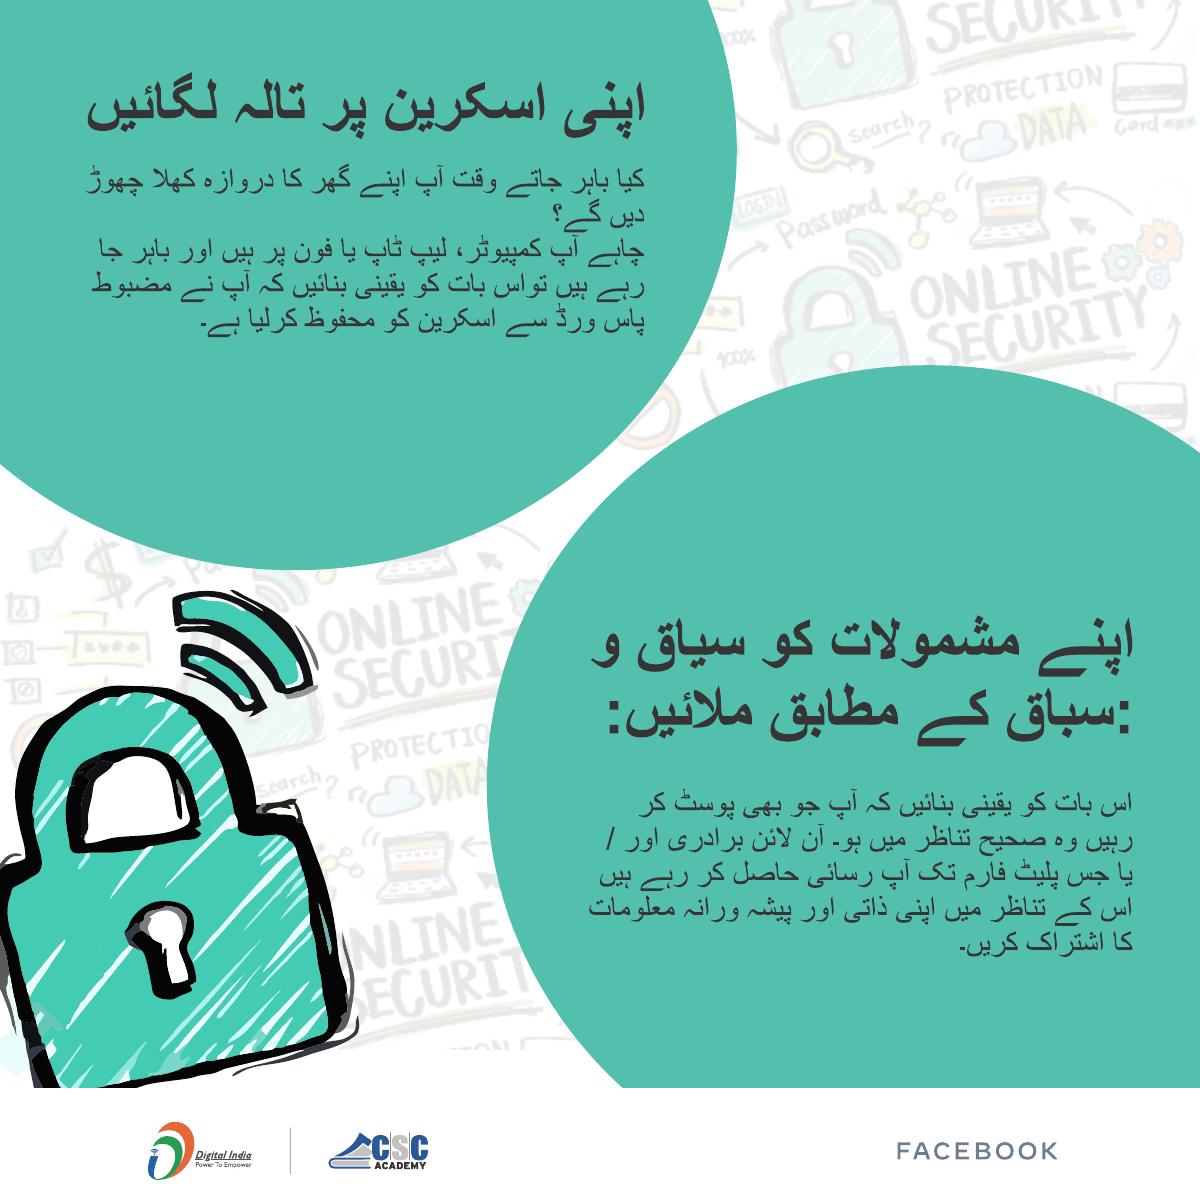 اپنی اسکرین پر تالہ لگائیں
کیا باہر جاتے وقت آپ اپنے گھر کا دروازہ کھلا چھوڑ
دیں گے؟
چاہے آپ کمپیوٹر، لیپ ٹاپ یا فون پر ہیں اور باہر جا
رہے ہیں تواس بات کو یقینی بنائیں کہ آپ نے مضبوط
پاس ورڈ سے اسکرین کو محفوظ کرلیا ہے۔
SECURITY
100%
PROTECTION
search?
DATA
LOGIN
Password
ONLINE
SECURITY
100%
اپنے مشمولات کو سیاق و
:سباق کے مطابق ملائیں:
اس بات کو یقینی بنائیں کہ آپ جو بھی پوسٹ کر
رہیں وہ صحیح تناظر میں ہو۔ آن لائن برادری اور /
یا جس پلیٹ فارم تک آپ رسائی حاصل کر رہے ہیں
اس کے تناظر میں اپنی ذاتی اور پیشہ ورانہ معلومات
کا اشتراک کریں۔
ONLINE
SECURIT
PROTECTIO
search?
DATA
NLINE
SECURIT
Digital India
Power To Empower
CSC
ACADEMY
FACEBOOK